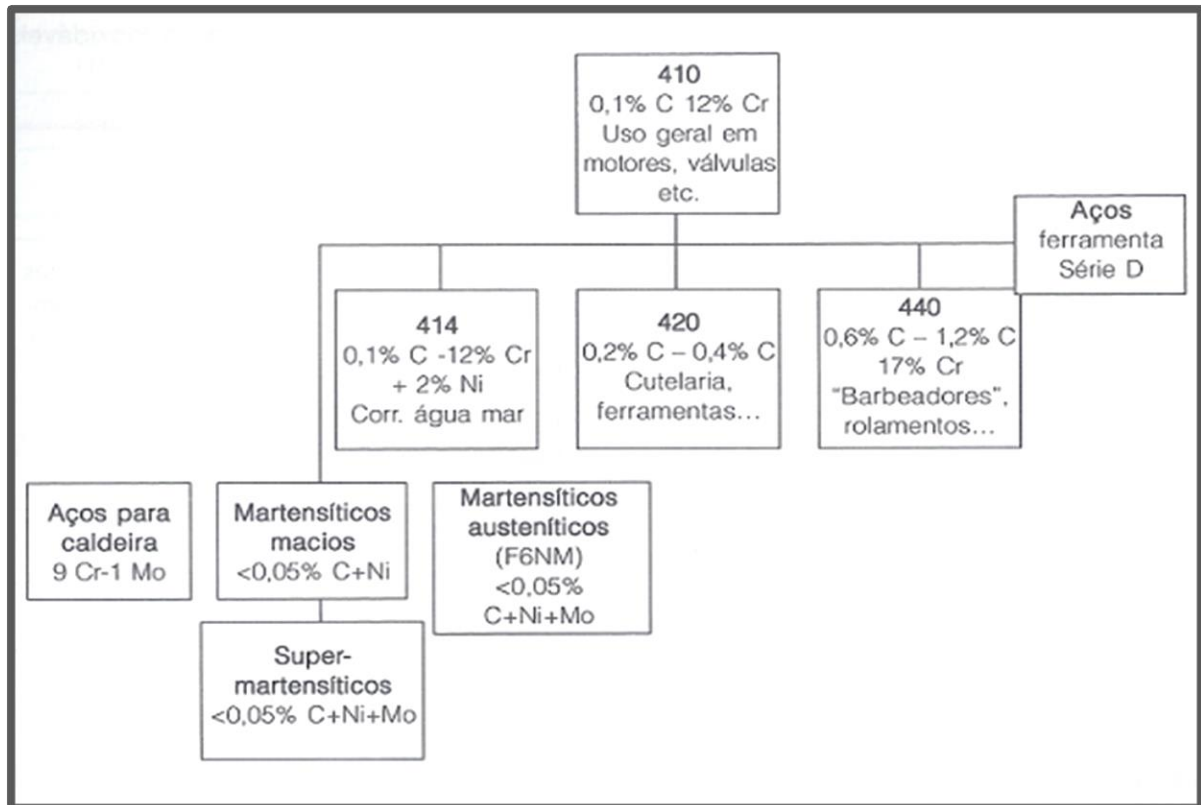 410
0,1% C 12% Cr
Uso geral em
motores, válvulas
etc.
Aços
ferramenta
Série D
414
0,1% C -12% Cr
+ 2% Ni
Corr. água mar
420
0,2% C – 0,4% C
Cutelaria,
ferramentas...
440
0,6% C – 1,2% C
17% Cr
"Barbeadores",
rolamentos...
Aços para
caldeira
9 Cr-1 Mo
Martensíticos
macios
<0,05% C+Ni
Martensíticos
austeníticos
(F6NM)
<0,05%
C+Ni+Mo
Super-
martensíticos
<0,05% C+Ni+Mo